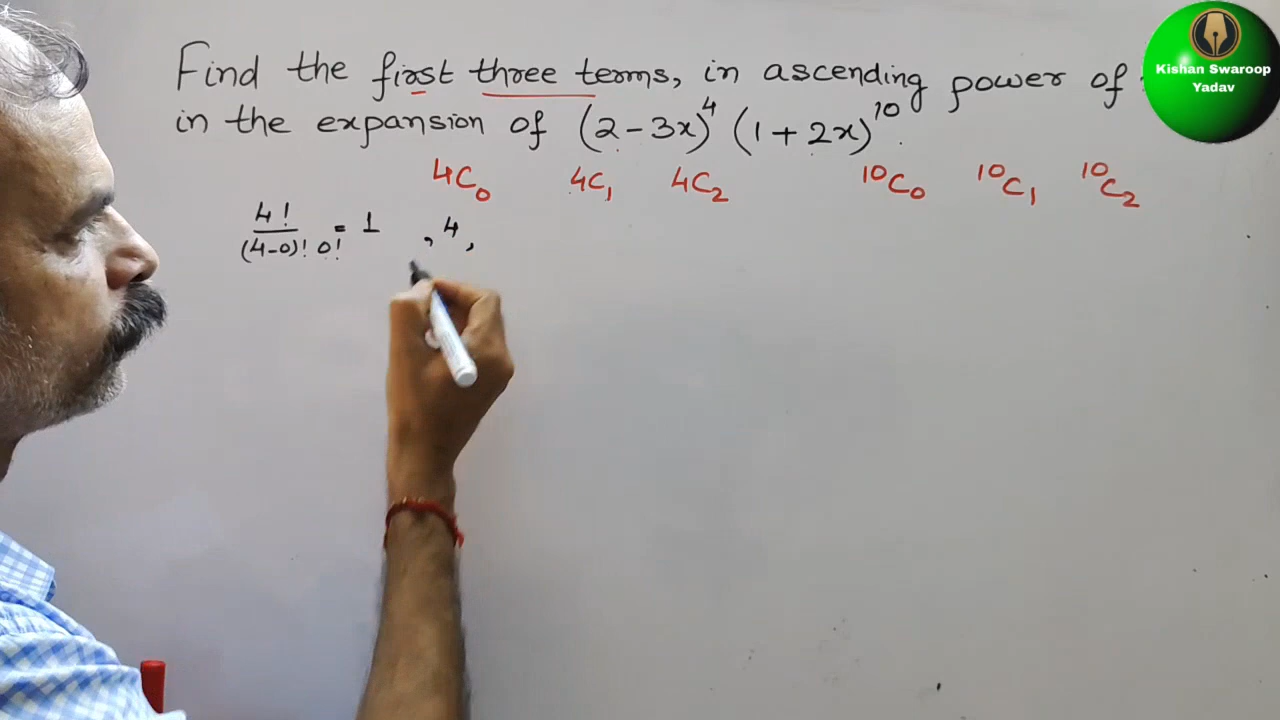 Find the first three terms, in ascending power of
in the expansion of (2-3x)⁴ (1+2x)¹⁰.
4C₀ 4C₁ 4C₂ ¹⁰C₀ ¹⁰C₁ ¹⁰C₂
4!/(4-0)! 0! = 1 , 4 ,
Kishan Swaroop
Yadav